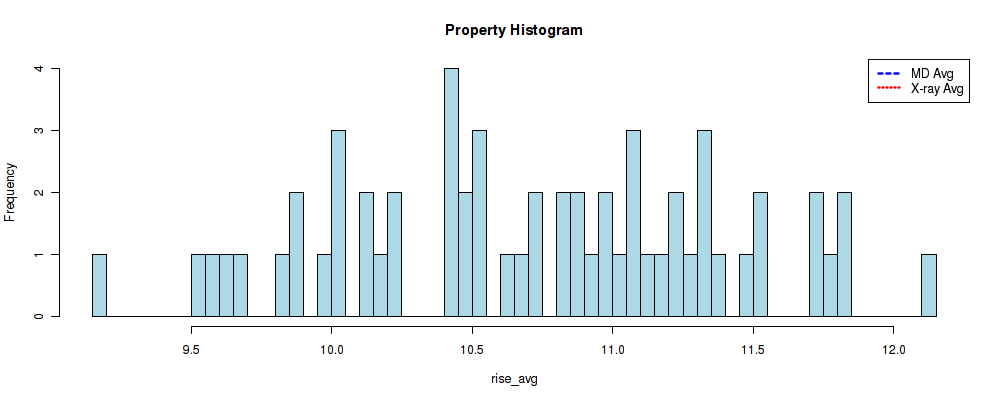 Property Histogram
MD Avg
X-ray Avg
Frequency
4
3
2
1
0
9.5 10.0 10.5 11.0 11.5 12.0
rise_avg